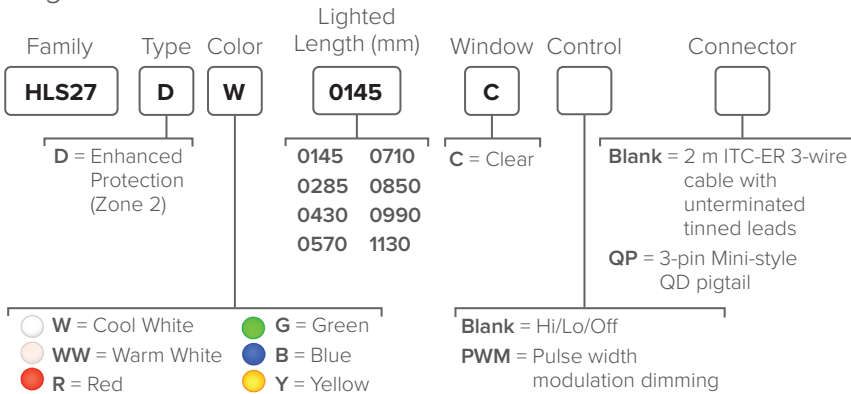 Lighted
Family Type Color Length (mm) Window Control Connector
HLS27 D W 0145 C
D = Enhanced
Protection
(Zone 2)
0145 0710
0285 0850
0430 0990
0570 1130
C = Clear
Blank = 2 m ITC-ER 3-wire
cable with
unterminated
tinned leads
QP = 3-pin Mini-style
QD pigtail
W = Cool White
WW = Warm White
R = Red
G = Green
B = Blue
Y = Yellow
Blank = Hi/Lo/Off
PWM = Pulse width
modulation dimming